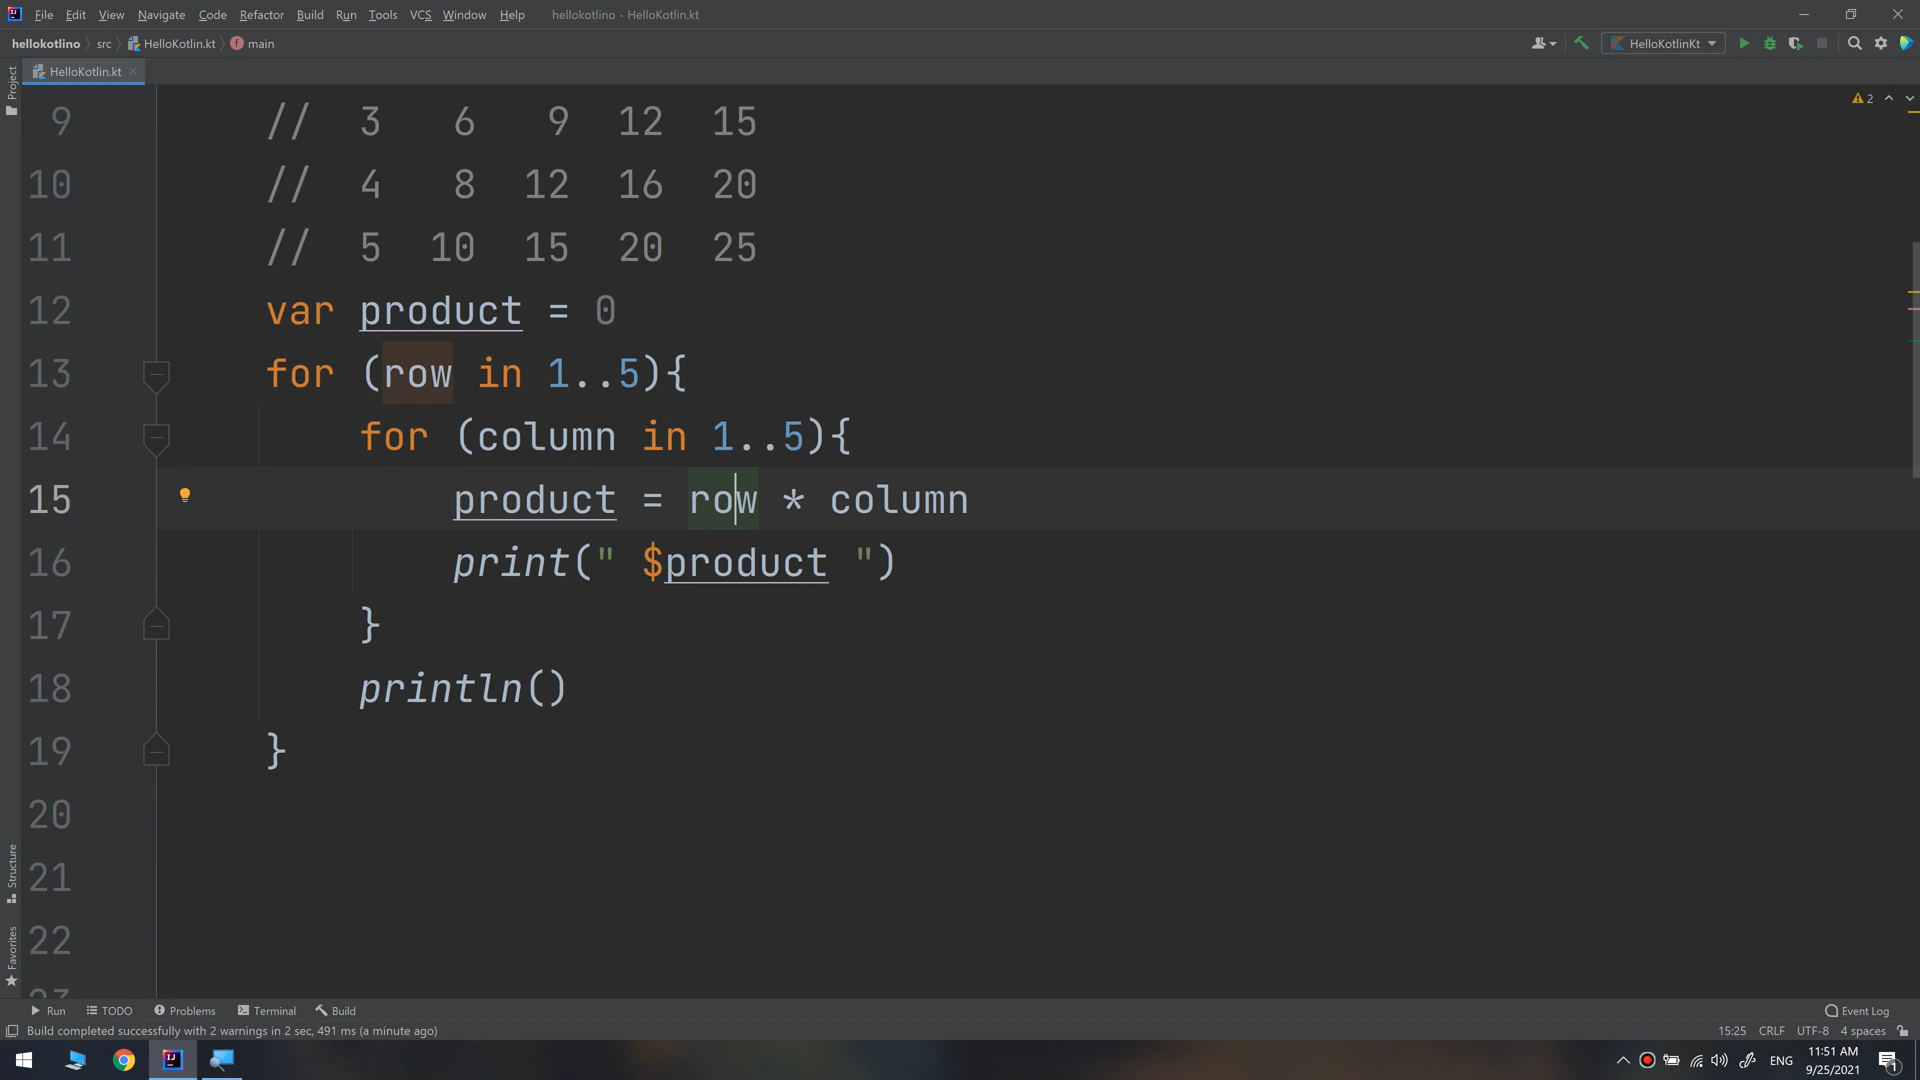 File Edit View Navigate Code Refactor Build Run Tools VCS Window Help hellokotlino - HelloKotlin.kt
hellokotlino src HelloKotlin.kt main HelloKotlinKt
Project
HelloKotlin.kt
2
9 // 3 6 9 12 15
10 // 4 8 12 16 20
11 // 5 10 15 20 25
12 var product = 0
13 for (row in 1..5){
14 for (column in 1..5){
15 product = row * column
16 print(" $product ")
17 }
18 println()
19 }
20
21
22
23
Structure
Favorites
Run TODO Problems Terminal Build Event Log
Build completed successfully with 2 warnings in 2 sec, 491 ms (a minute ago) 15:25 CRLF UTF-8 4 spaces
ENG 11:51 AM
9/25/2021
1